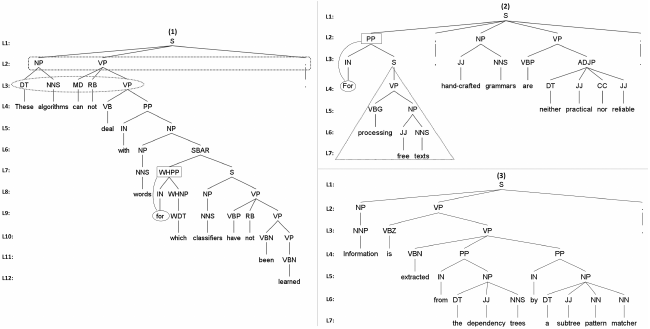 (1)
L1: S
L2: NP VP .
L3: DT NNS MD RB VP
These algorithms can not
L4: VB PP
deal
L5: IN NP
with
L6: NP SBAR
L7: NNS WHPP S
words
L8: IN WHNP NP VP
L9: for WDT NNS VBP RB VP
L10: which classifiers have not VBN VP
L11: been VBN
L12: learned
(2)
L1: S
L2: PP , NP VP .
L3: IN S JJ NNS VBP ADJP
For hand-crafted grammars are
L4: VP DT JJ CC JJ
L5: VBG NP neither practical nor reliable
L6: processing JJ NNS
L7: free texts
(3)
L1: S
L2: NP VP .
L3: NNP VBZ VP
L4: Information is VBN PP PP
L5: extracted IN NP IN NP
L6: from DT JJ NNS by DT JJ NN NN
L7: the dependency trees a subtree pattern matcher